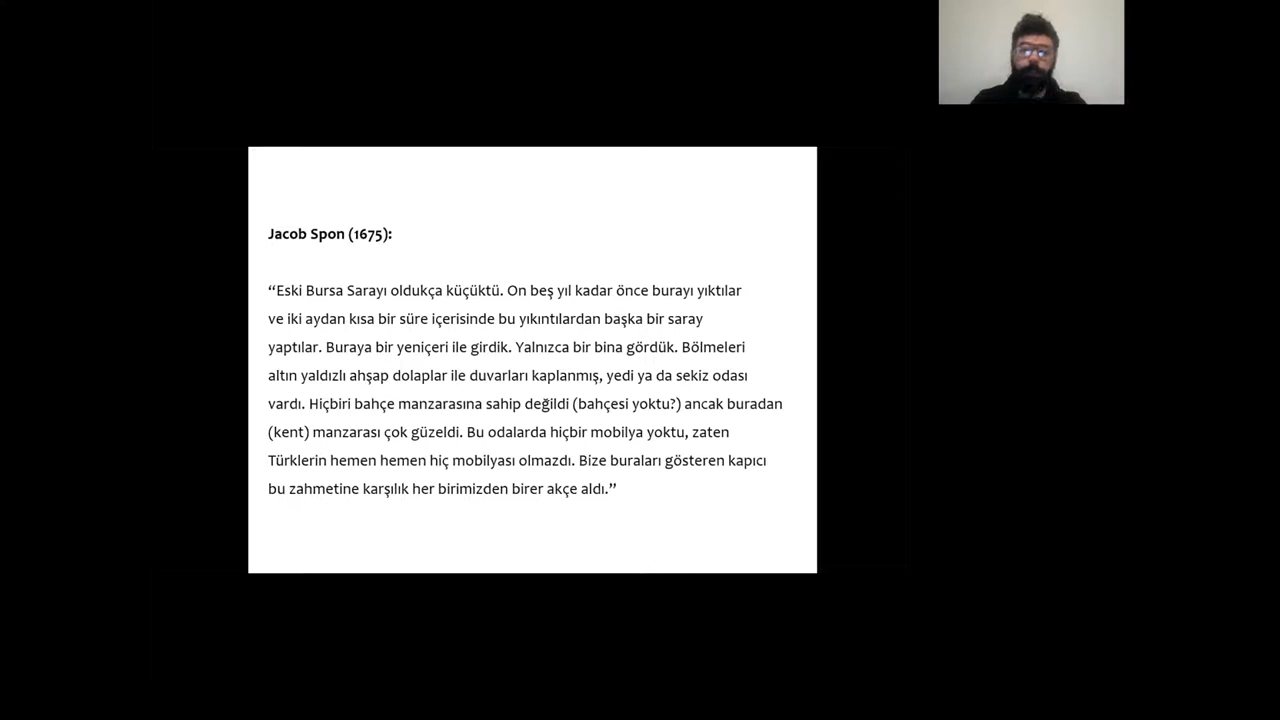 Jacob Spon (1675):
“Eski Bursa Sarayı oldukça küçüktü. On beş yıl kadar önce burayı yıktılar
ve iki aydan kısa bir süre içerisinde bu yıkıntılardan başka bir saray
yaptılar. Buraya bir yeniçeri ile girdik. Yalnızca bir bina gördük. Bölmeleri
altın yaldızlı ahşap dolaplar ile duvarları kaplanmış, yedi ya da sekiz odası
vardı. Hiçbiri bahçe manzarasına sahip değildi (bahçesi yoktu?) ancak buradan
(kent) manzarası çok güzeldi. Bu odalarda hiçbir mobilya yoktu, zaten
Türklerin hemen hemen hiç mobilyası olmazdı. Bize buraları gösteren kapıcı
bu zahmetine karşılık her birimizden birer akçe aldı.”